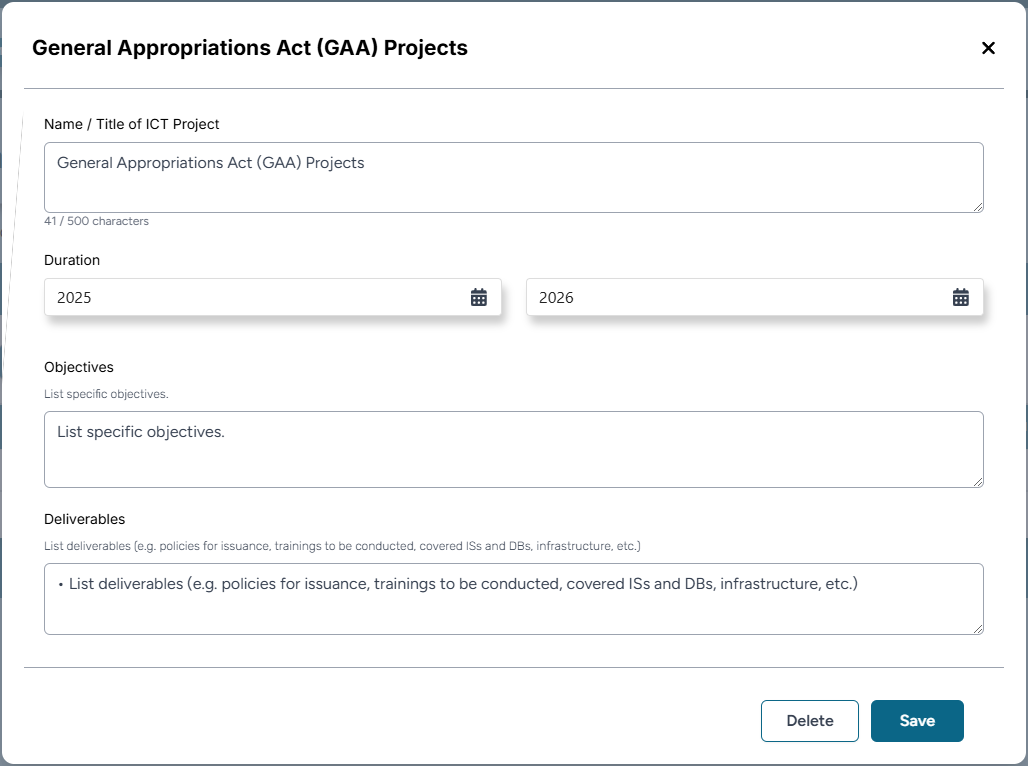 General Appropriations Act (GAA) Projects
Name / Title of ICT Project
General Appropriations Act (GAA) Projects
41 / 500 characters
Duration
2025
2026
Objectives
List specific objectives.
List specific objectives.
Deliverables
List deliverables (e.g. policies for issuance, trainings to be conducted, covered ISs and DBs, infrastructure, etc.)
• List deliverables (e.g. policies for issuance, trainings to be conducted, covered ISs and DBs, infrastructure, etc.)
Delete
Save